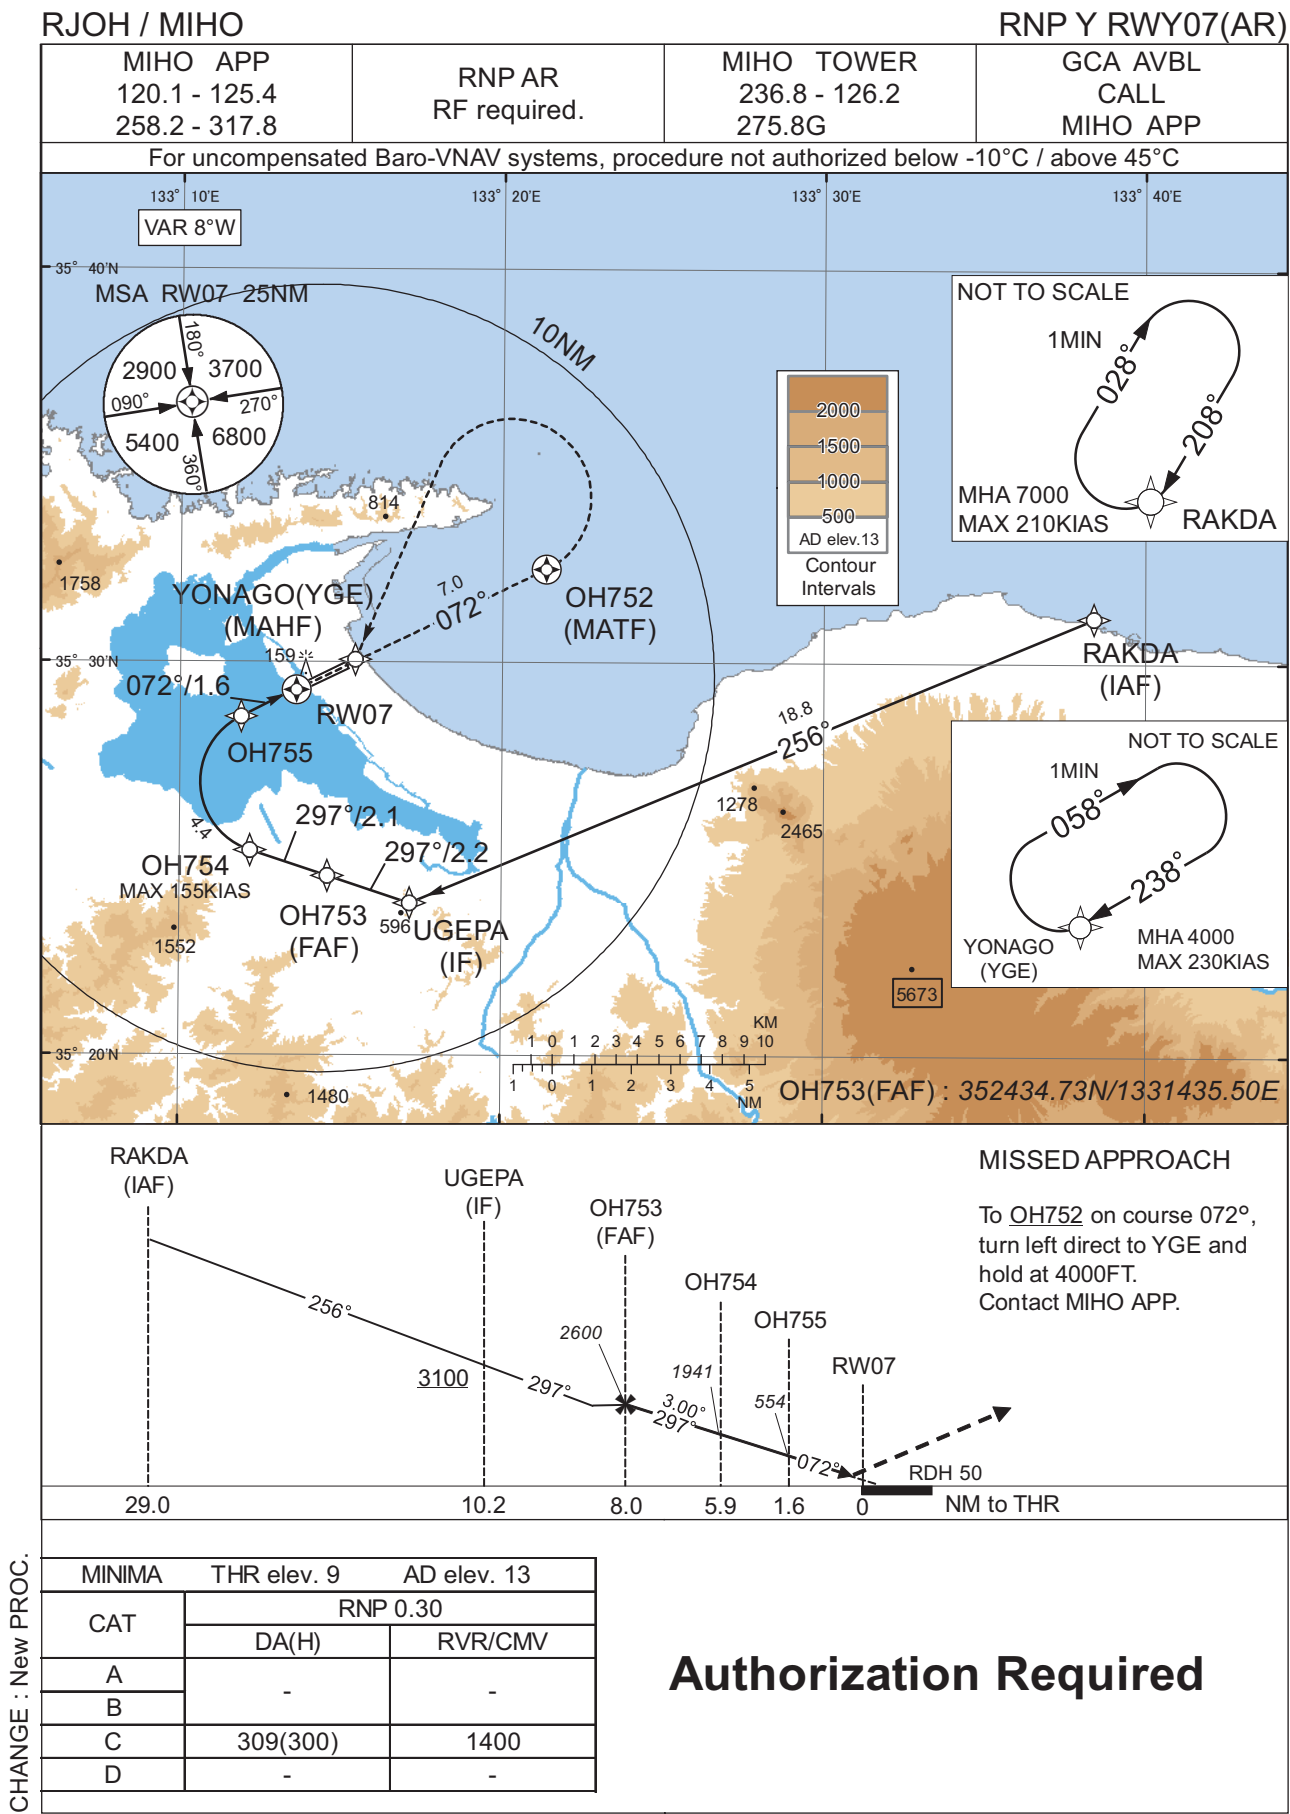 RJOH / MIHO
RNP Y RWY07(AR)
MIHO APP
120.1 - 125.4
258.2 - 317.8
RNP AR
RF required.
MIHO TOWER
236.8 - 126.2
275.8G
GCA AVBL
CALL
MIHO APP
For uncompensated Baro-VNAV systems, procedure not authorized below -10°C / above 45°C
133° 10'E
133° 20'E
133° 30'E
133° 40'E
VAR 8°W
35° 40'N
MSA RW07 25NM
180°
2900
3700
090°
270°
5400
6800
360°
10NM
NOT TO SCALE
1MIN
028°
208°
MHA 7000
MAX 210KIAS
RAKDA
2000
1500
1000
500
AD elev.13
Contour
Intervals
814
1758
YONAGO(YGE)
(MAHF)
7.0
072°
OH752
(MATF)
159
35° 30'N
072°/1.6
RW07
OH755
RAKDA
(IAF)
18.8
256°
NOT TO SCALE
1MIN
058°
238°
YONAGO
(YGE)
MHA 4000
MAX 230KIAS
1278
2465
297°/2.1
4.4
297°/2.2
OH754
MAX 155KIAS
OH753
(FAF)
596
UGEPA
(IF)
1552
5673
KM
1 0 1 2 3 4 5 6 7 8 9 10
35° 20'N
1 0 1 2 3 4 5
NM
1480
OH753(FAF) : 352434.73N/1331435.50E
RAKDA
(IAF)
UGEPA
(IF)
OH753
(FAF)
OH754
OH755
RW07
256°
3100
297°
2600
3.00°
297°
1941
554
072°
RDH 50
29.0
10.2
8.0
5.9
1.6
0
NM to THR
MISSED APPROACH
To OH752 on course 072°,
turn left direct to YGE and
hold at 4000FT.
Contact MIHO APP.
CHANGE : New PROC.
MINIMA THR elev. 9 AD elev. 13
CAT
RNP 0.30
DA(H) RVR/CMV
A
B
- -
C 309(300) 1400
D - -
Authorization Required